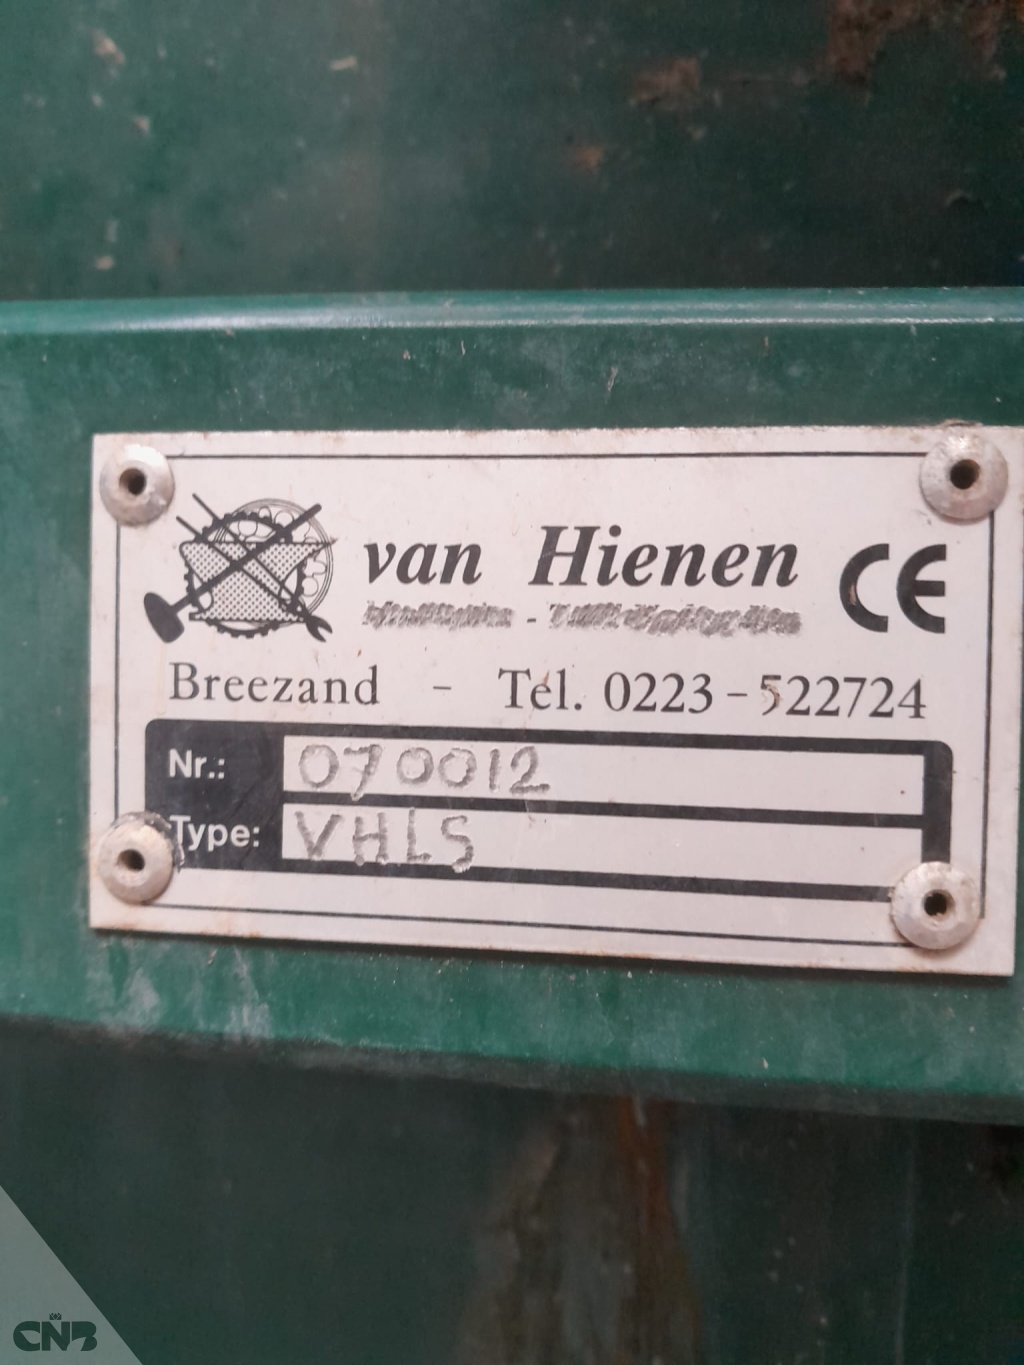 van Hienen
CE
Breezand - Tel. 0223-522724
Nr.: 070012
Type: VHLS
CNB